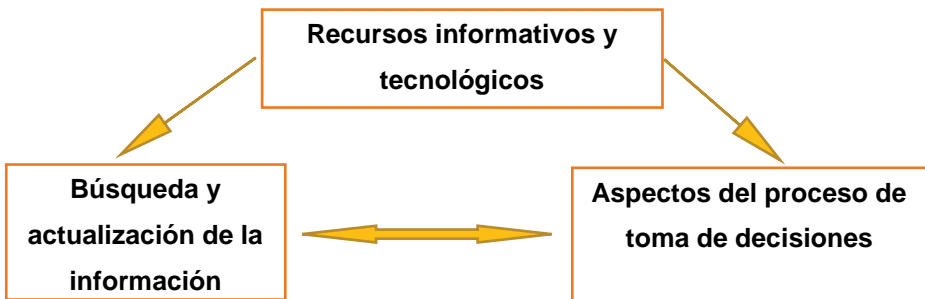 Recursos informativos y
tecnológicos
Búsqueda y
actualización de la
información
Aspectos del proceso de
toma de decisiones